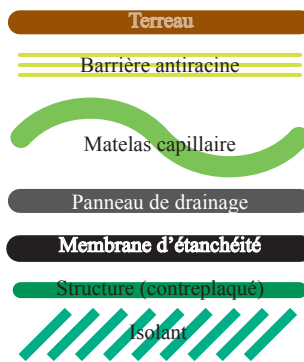 Terreau
Barrière antiracine
Matelas capillaire
Panneau de drainage
Membrane d'étanchéité
Structure (contreplaqué)
Isolant